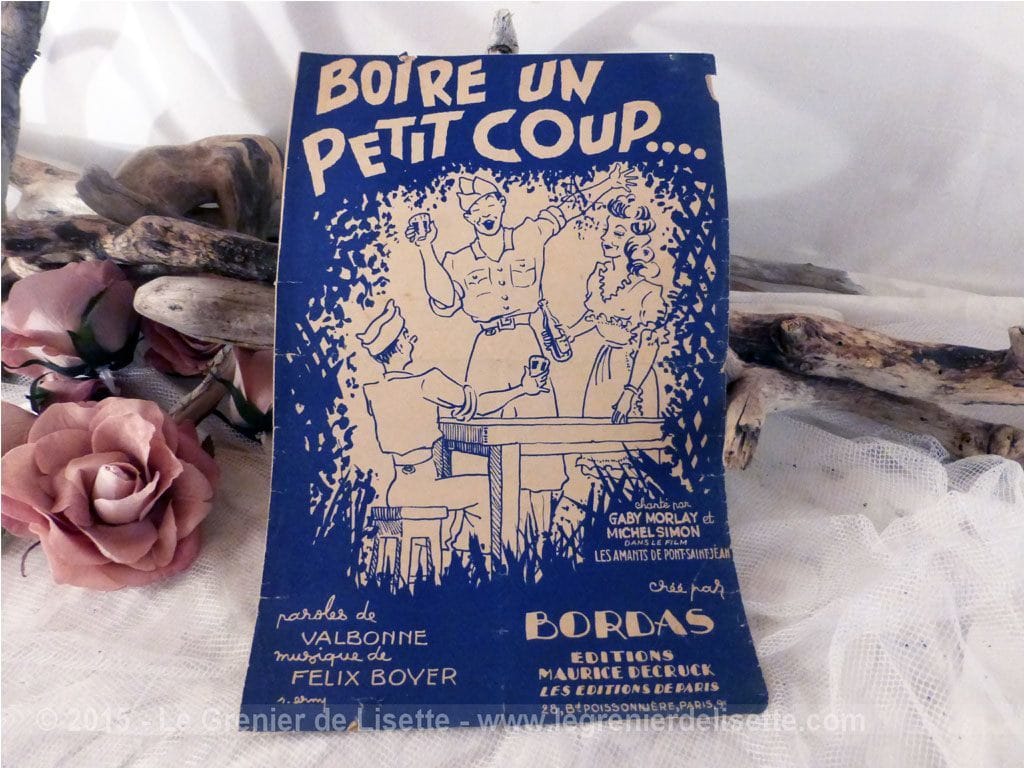 BOIRE UN
PETIT COUP....
chanté par
GABY MORLAY et
MICHEL SIMON
DANS LE FILM
LES AMANTS DE PONT-SAINT-JEAN
créé par
BORDAS
paroles de
VALBONNE
musique de
FELIX BOYER
EDITIONS
MAURICE DECRUCK
LES EDITIONS DE PARIS
28, Bd POISSONNIÈRE, PARIS, 9e
© 2015 - Le Grenier de Lisette - www.legrenierdelisette.com